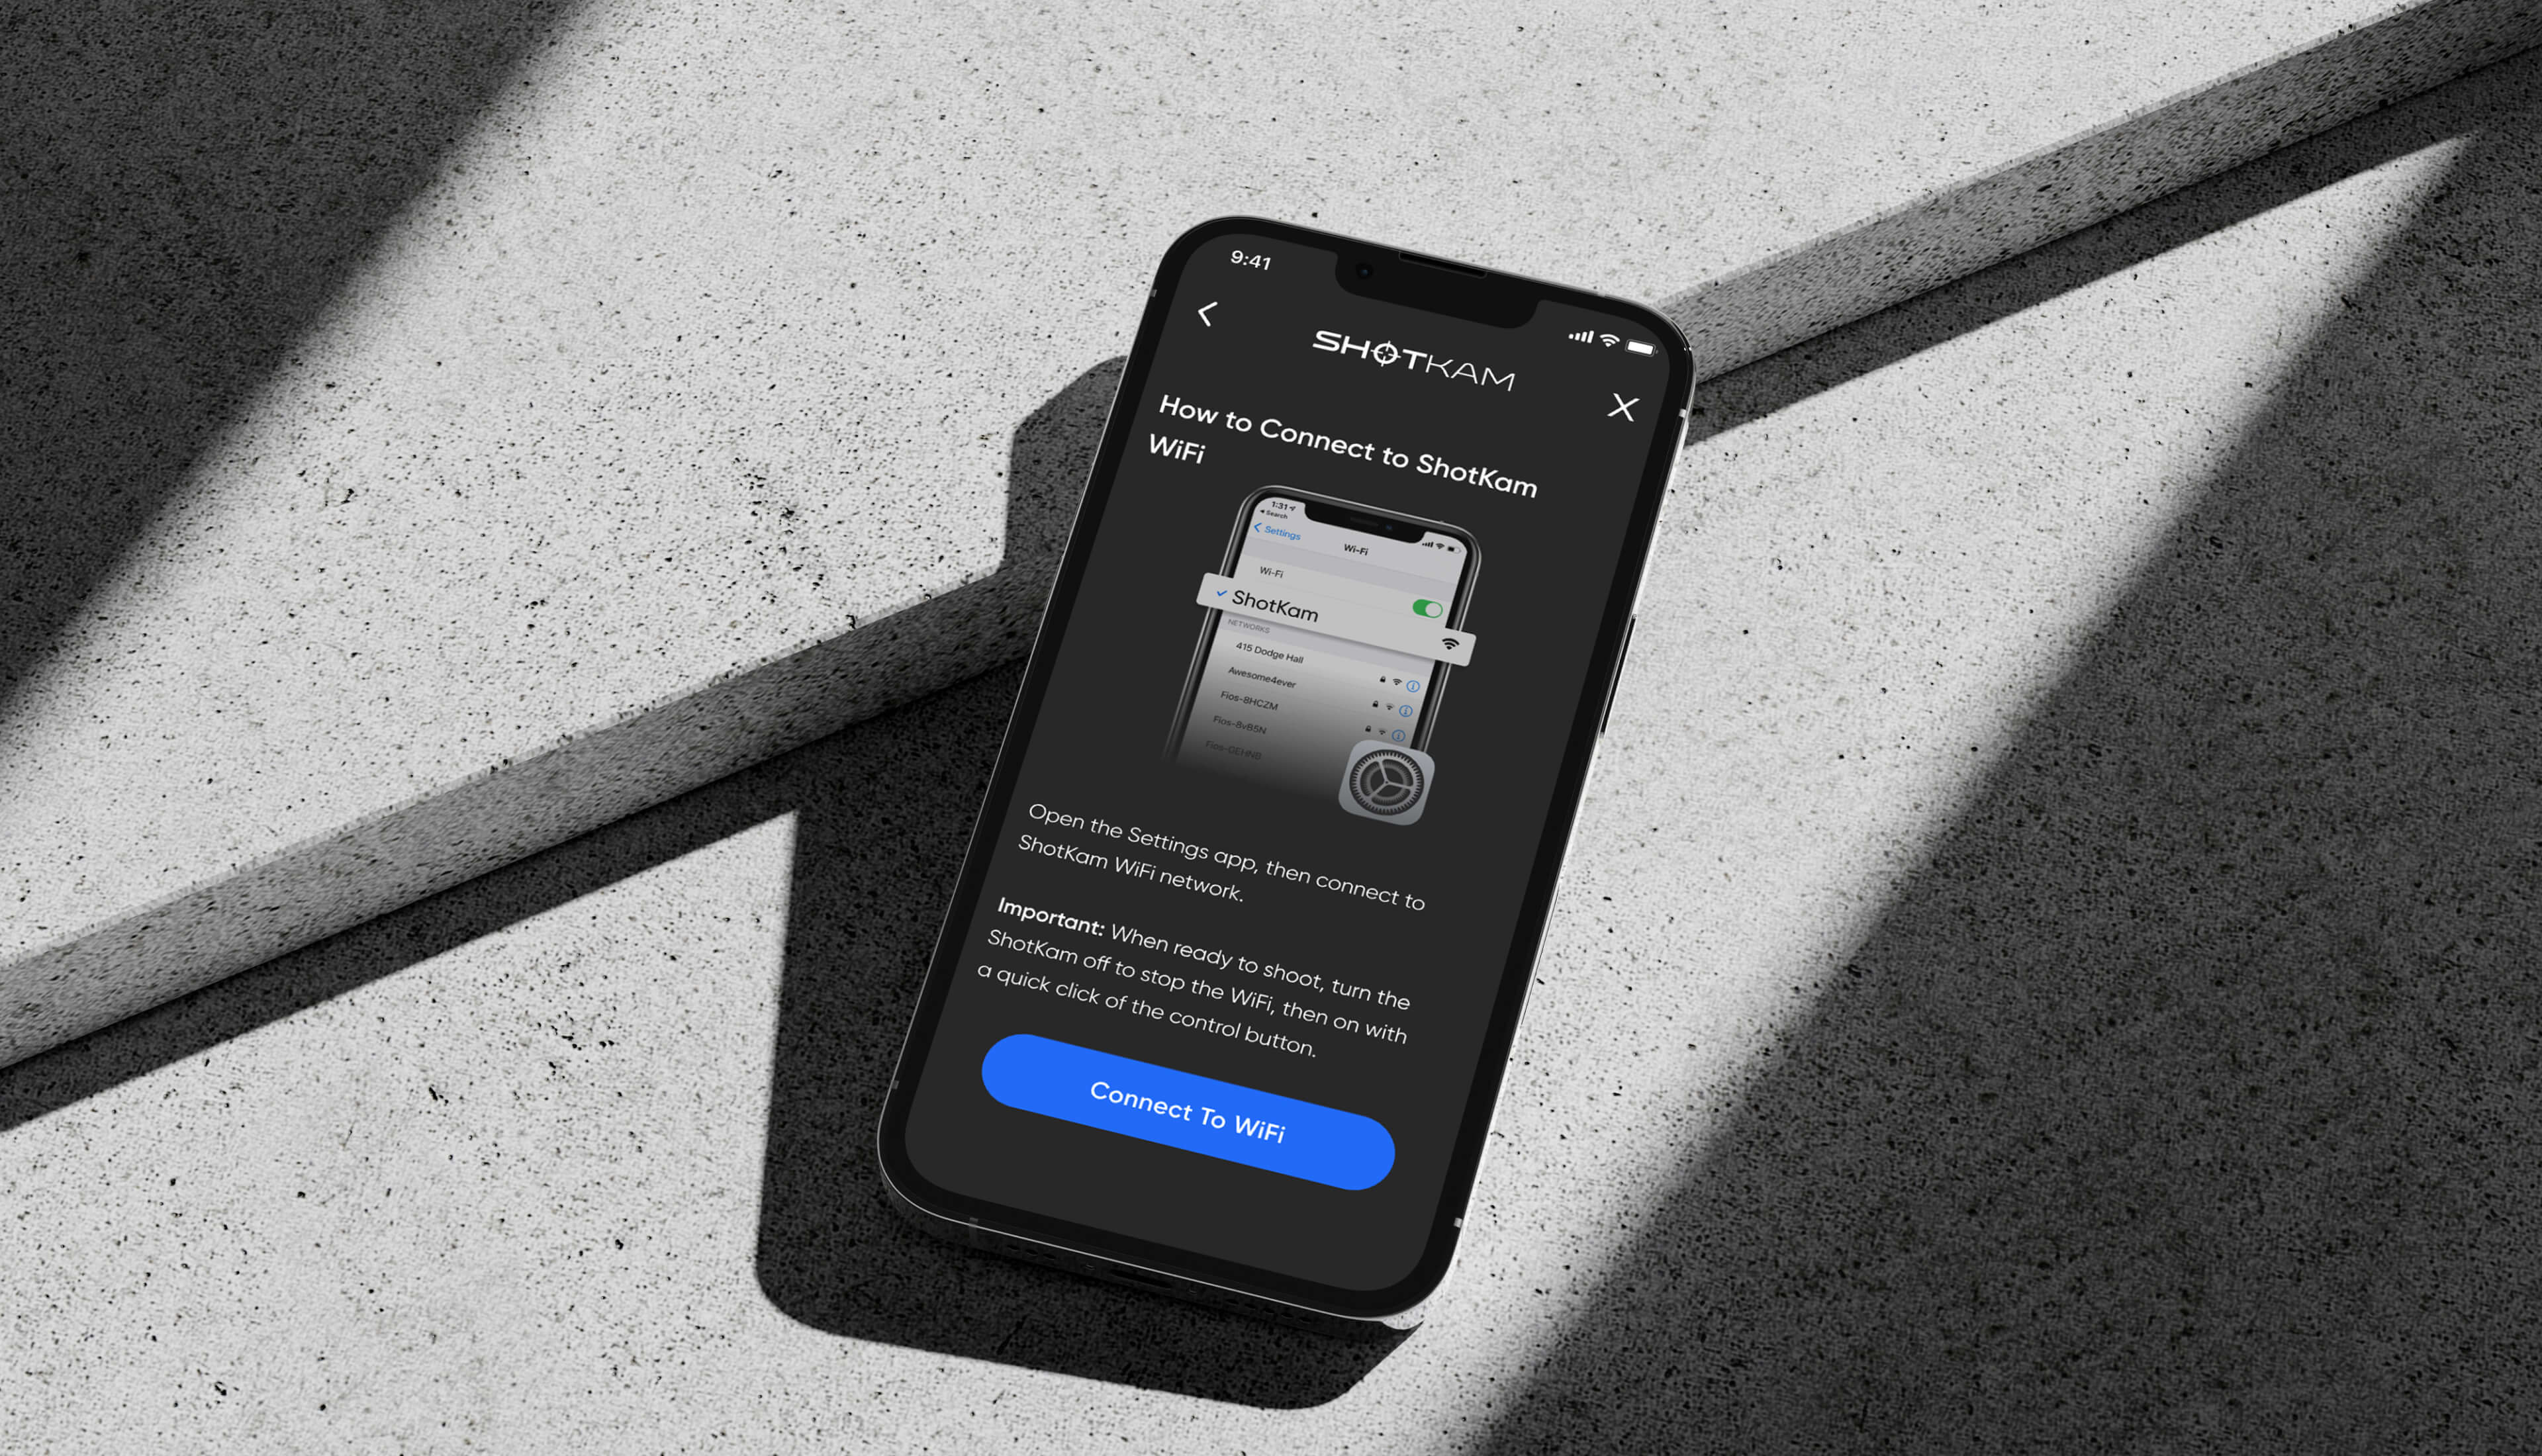 9:41
SHOTKAM
How to Connect to ShotKam
WiFi
1:31
Search
Settings
Wi-Fi
Wi-Fi
ShotKam
NETWORKS
415 Dodge Hall
Awesome4ever
Fios-8HCZM
Fios-8vB5N
Fios-GEHNB
Open the Settings app, then connect to
ShotKam WiFi network.
Important: When ready to shoot, turn the
ShotKam off to stop the WiFi, then on with
a quick click of the control button.
Connect To WiFi